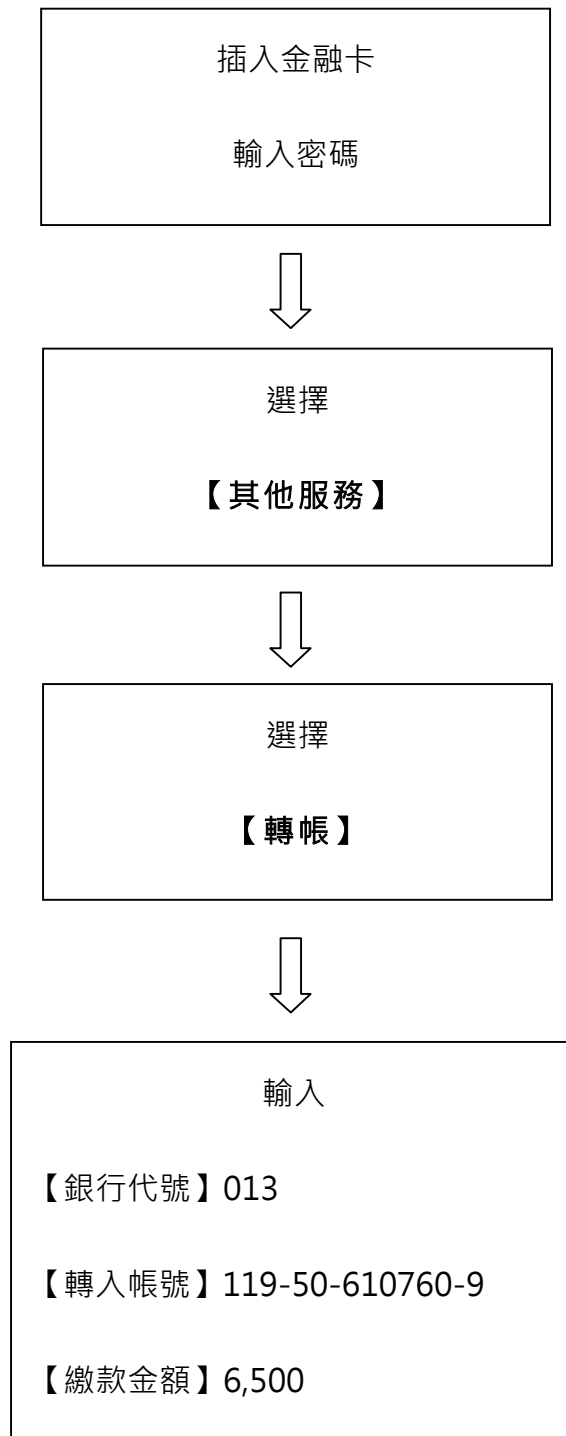 插入金融卡
輸入密碼
選擇
【其他服務】
選擇
【轉帳】
輸入
【銀行代號】013
【轉入帳號】119-50-610760-9
【繳款金額】6,500